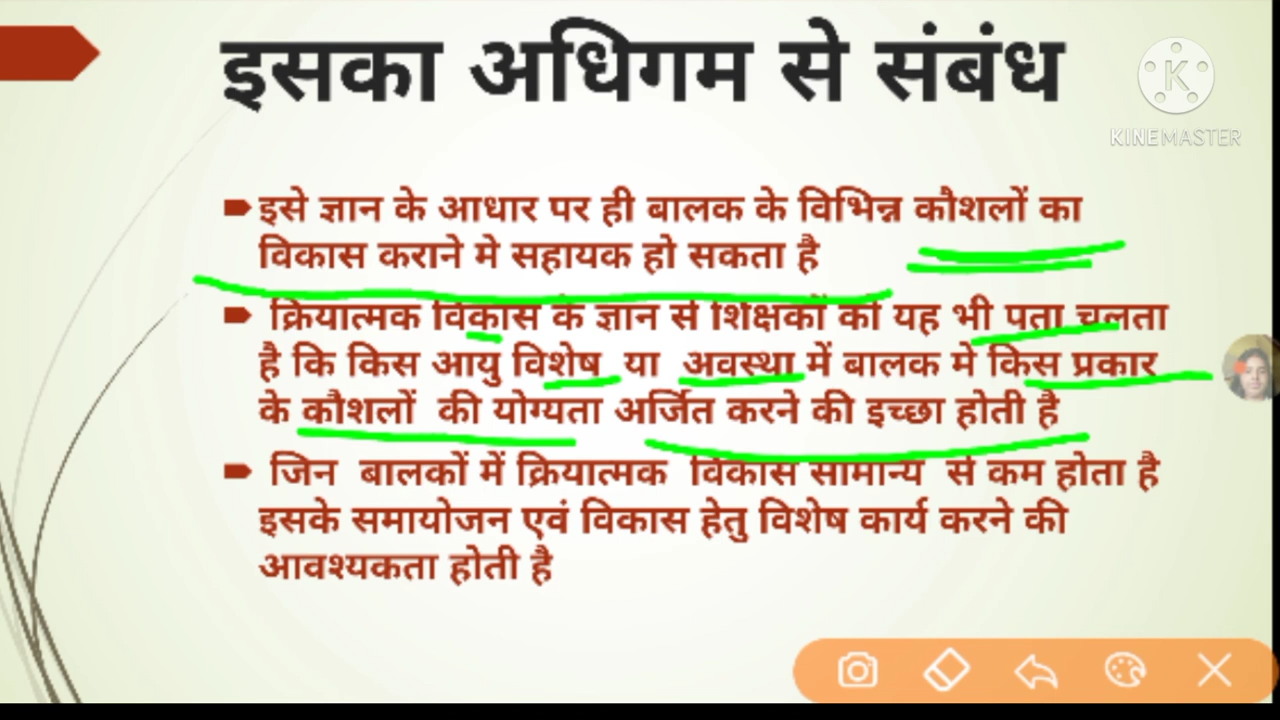 इसका अधिगम से संबंध
KINEMASTER
इसे ज्ञान के आधार पर ही बालक के विभिन्न कौशलों का
विकास कराने मे सहायक हो सकता है
क्रियात्मक विकास के ज्ञान से शिक्षकों को यह भी पता चलता
है कि किस आयु विशेष या अवस्था में बालक मे किस प्रकार
के कौशलों की योग्यता अर्जित करने की इच्छा होती है
जिन बालकों में क्रियात्मक विकास सामान्य से कम होता है
इसके समायोजन एवं विकास हेतु विशेष कार्य करने की
आवश्यकता होती है